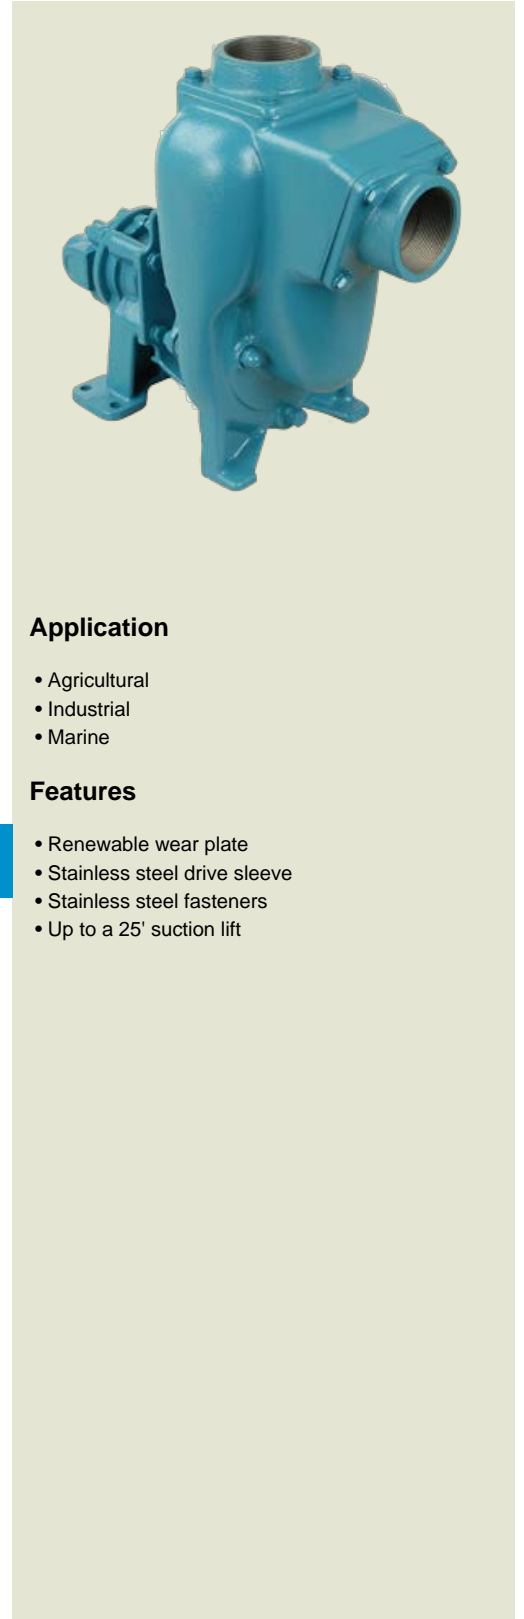 Application
• Agricultural
• Industrial
• Marine
Features
• Renewable wear plate
• Stainless steel drive sleeve
• Stainless steel fasteners
• Up to a 25' suction lift